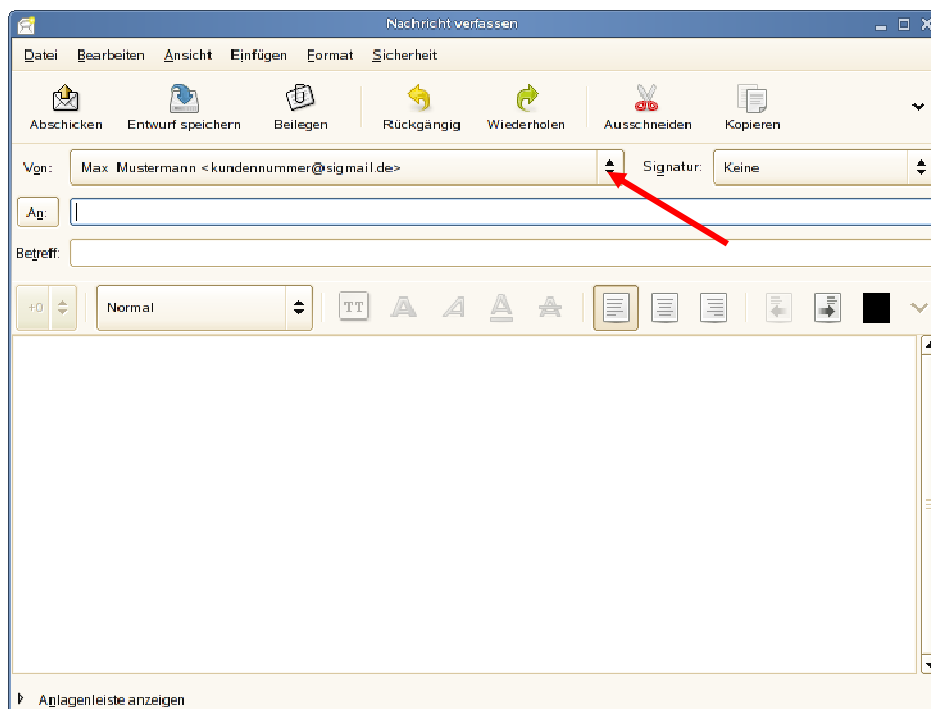 Nachricht verfassen
Datei Bearbeiten Ansicht Einfügen Format Sicherheit
Abschicken Entwurf speichern Beilegen Rückgängig Wiederholen Ausschneiden Kopieren
Von: Max Mustermann <kundennummer@sigmail.de> Signatur: Keine
An:
Betreff:
+0 Normal TT A A A A
Anlagenleiste anzeigen